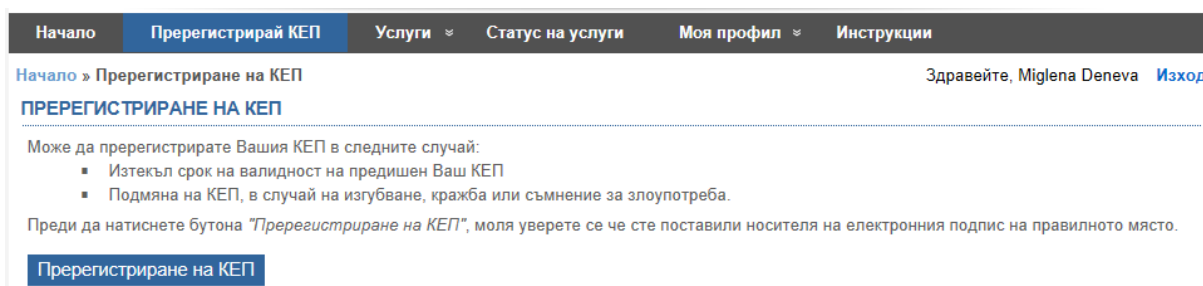 Начало Пререгистрирай КЕП Услуги Статус на услуги Моя профил Инструкции
Начало » Пререгистриране на КЕП Здравейте, Miglena Deneva Изход
ПРЕРЕГИСТРИРАНЕ НА КЕП
Може да пререгистрирате Вашия КЕП в следните случай:
Изтекъл срок на валидност на предишен Ваш КЕП
Подмяна на КЕП, в случай на изгубване, кражба или съмнение за злоупотреба.
Преди да натиснете бутона "Пререгистриране на КЕП", моля уверете се че сте поставили носителя на електронния подпис на правилното място.
Пререгистриране на КЕП